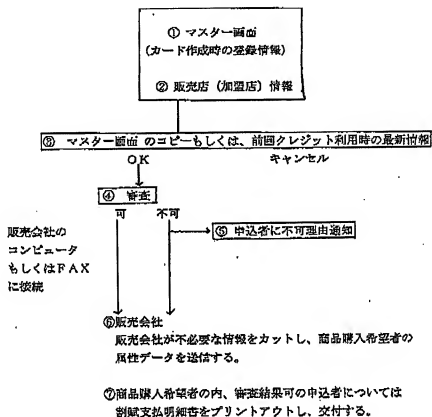 ① マスター画面
(カード作成時の登録情報)
② 販売店(加盟店)情報
③ マスター画面 のコピーもしくは、前回クレジット利用時の最新情報
OK キャンセル
④ 審査
可 不可
⑤ 申込者に不可理由通知
販売会社の
コンピュータ
もしくはFAX
に接続
⑥販売会社
販売会社が不必要な情報をカットし、商品購入希望者の
属性データを送信する。
⑦商品購入希望者の内、審査結果可の申込者については
割賦支払明細書をプリントアウトし、交付する。